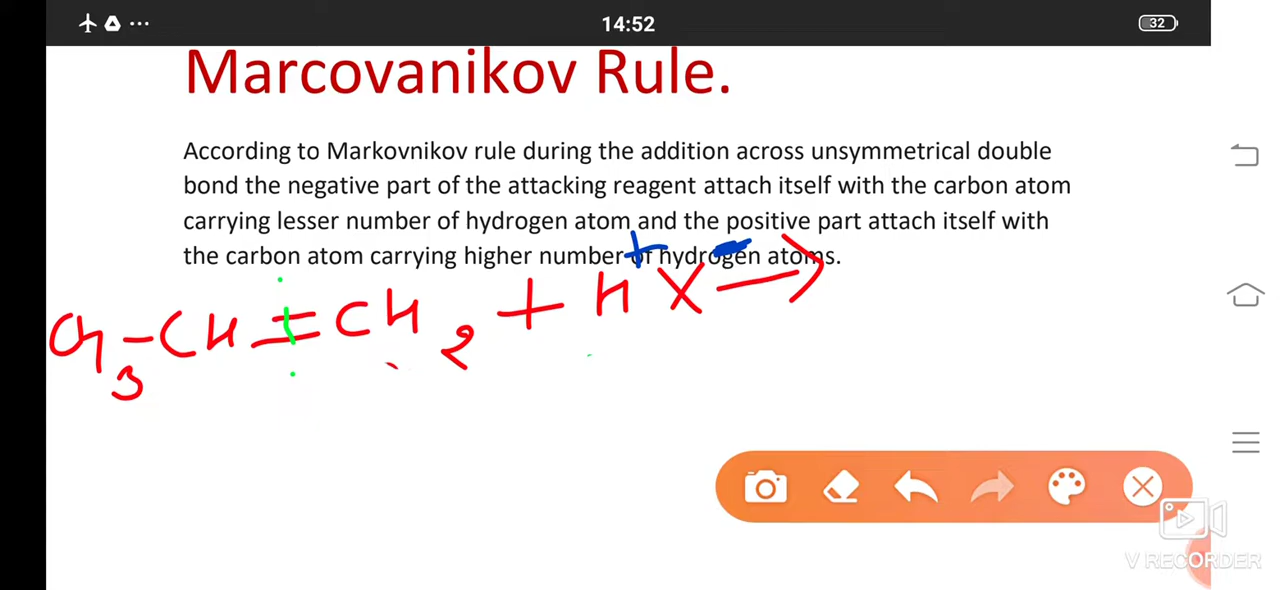 14:52
32
Marcovanikov Rule.
According to Markovnikov rule during the addition across unsymmetrical double
bond the negative part of the attacking reagent attach itself with the carbon atom
carrying lesser number of hydrogen atom and the positive part attach itself with
the carbon atom carrying higher number of hydrogen atoms.
+ -
CH3-CH=CH2 + HX →
V RECORDER